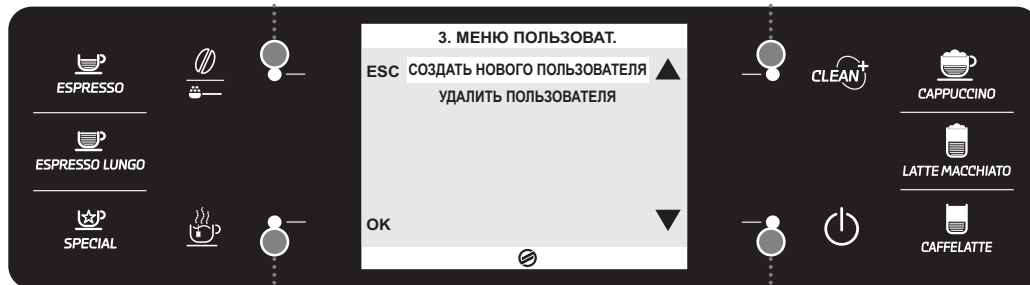 3. МЕНЮ ПОЛЬЗОВАТ.
ESC СОЗДАТЬ НОВОГО ПОЛЬЗОВАТЕЛЯ
УДАЛИТЬ ПОЛЬЗОВАТЕЛЯ
OK
ESPRESSO
ESPRESSO LUNGO
SPECIAL
CLEAN+
CAPPUCCINO
LATTE MACCHIATO
CAFFELATTE